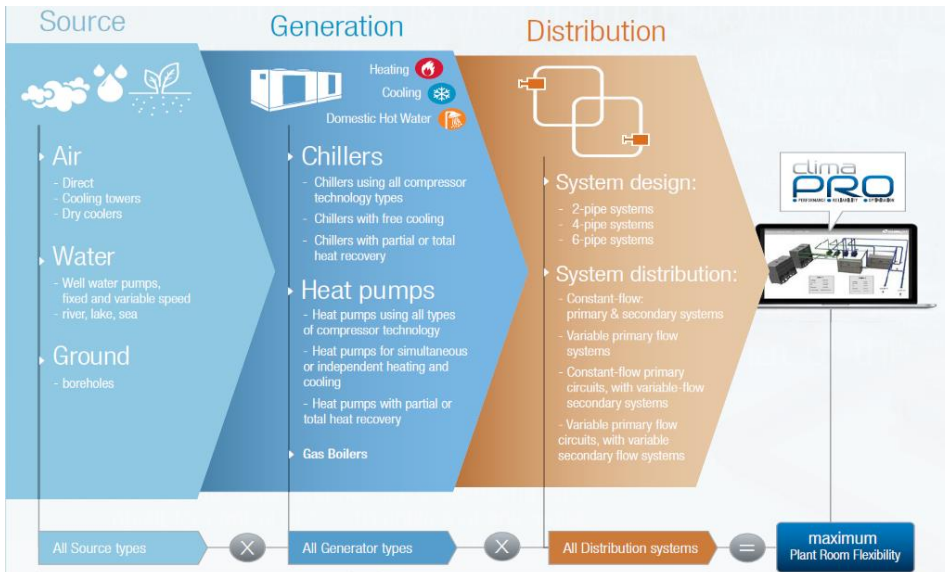 Source
Generation
Distribution
Heating
Cooling
Domestic Hot Water
Air
- Direct
- Cooling towers
- Dry coolers
Water
- Well water pumps,
fixed and variable speed
- river, lake, sea
Ground
- boreholes
Chillers
- Chillers using all compressor
technology types
- Chillers with free cooling
- Chillers with partial or total
heat recovery
Heat pumps
- Heat pumps using all types
of compressor technology
- Heat pumps for simultaneous
or independent heating and
cooling
- Heat pumps with partial or
total heat recovery
Gas Boilers
System design:
- 2-pipe systems
- 4-pipe systems
- 6-pipe systems
System distribution:
- Constant-flow:
primary & secondary systems
- Variable primary flow
systems
- Constant-flow primary
circuits, with variable-flow
secondary systems
- Variable primary flow
circuits, with variable
secondary flow systems
clima
PRO
PERFORMANCE RELIABILITY OPTIMISATION
All Source types
X
All Generator types
X
All Distribution systems
=
maximum
Plant Room Flexibility